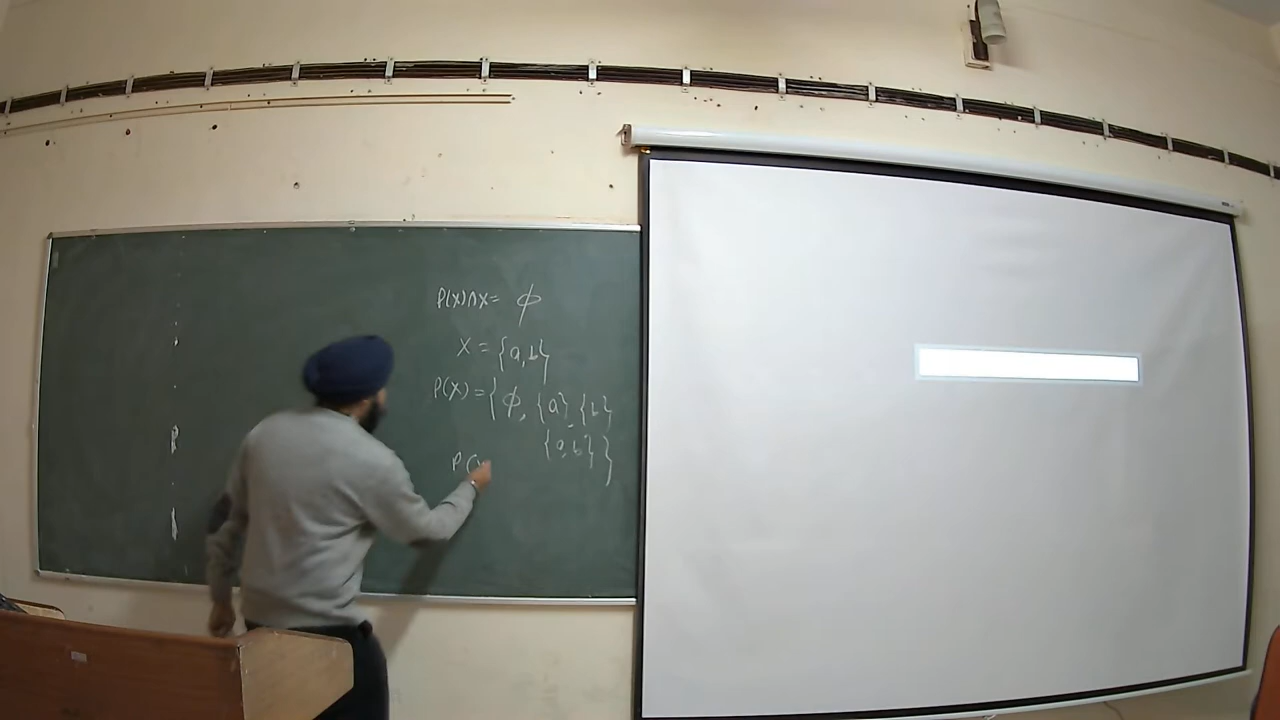 P(X)∩X = ϕ
X = {a,b}
P(X) = { ϕ, {a}, {b}
{a,b} }
P(